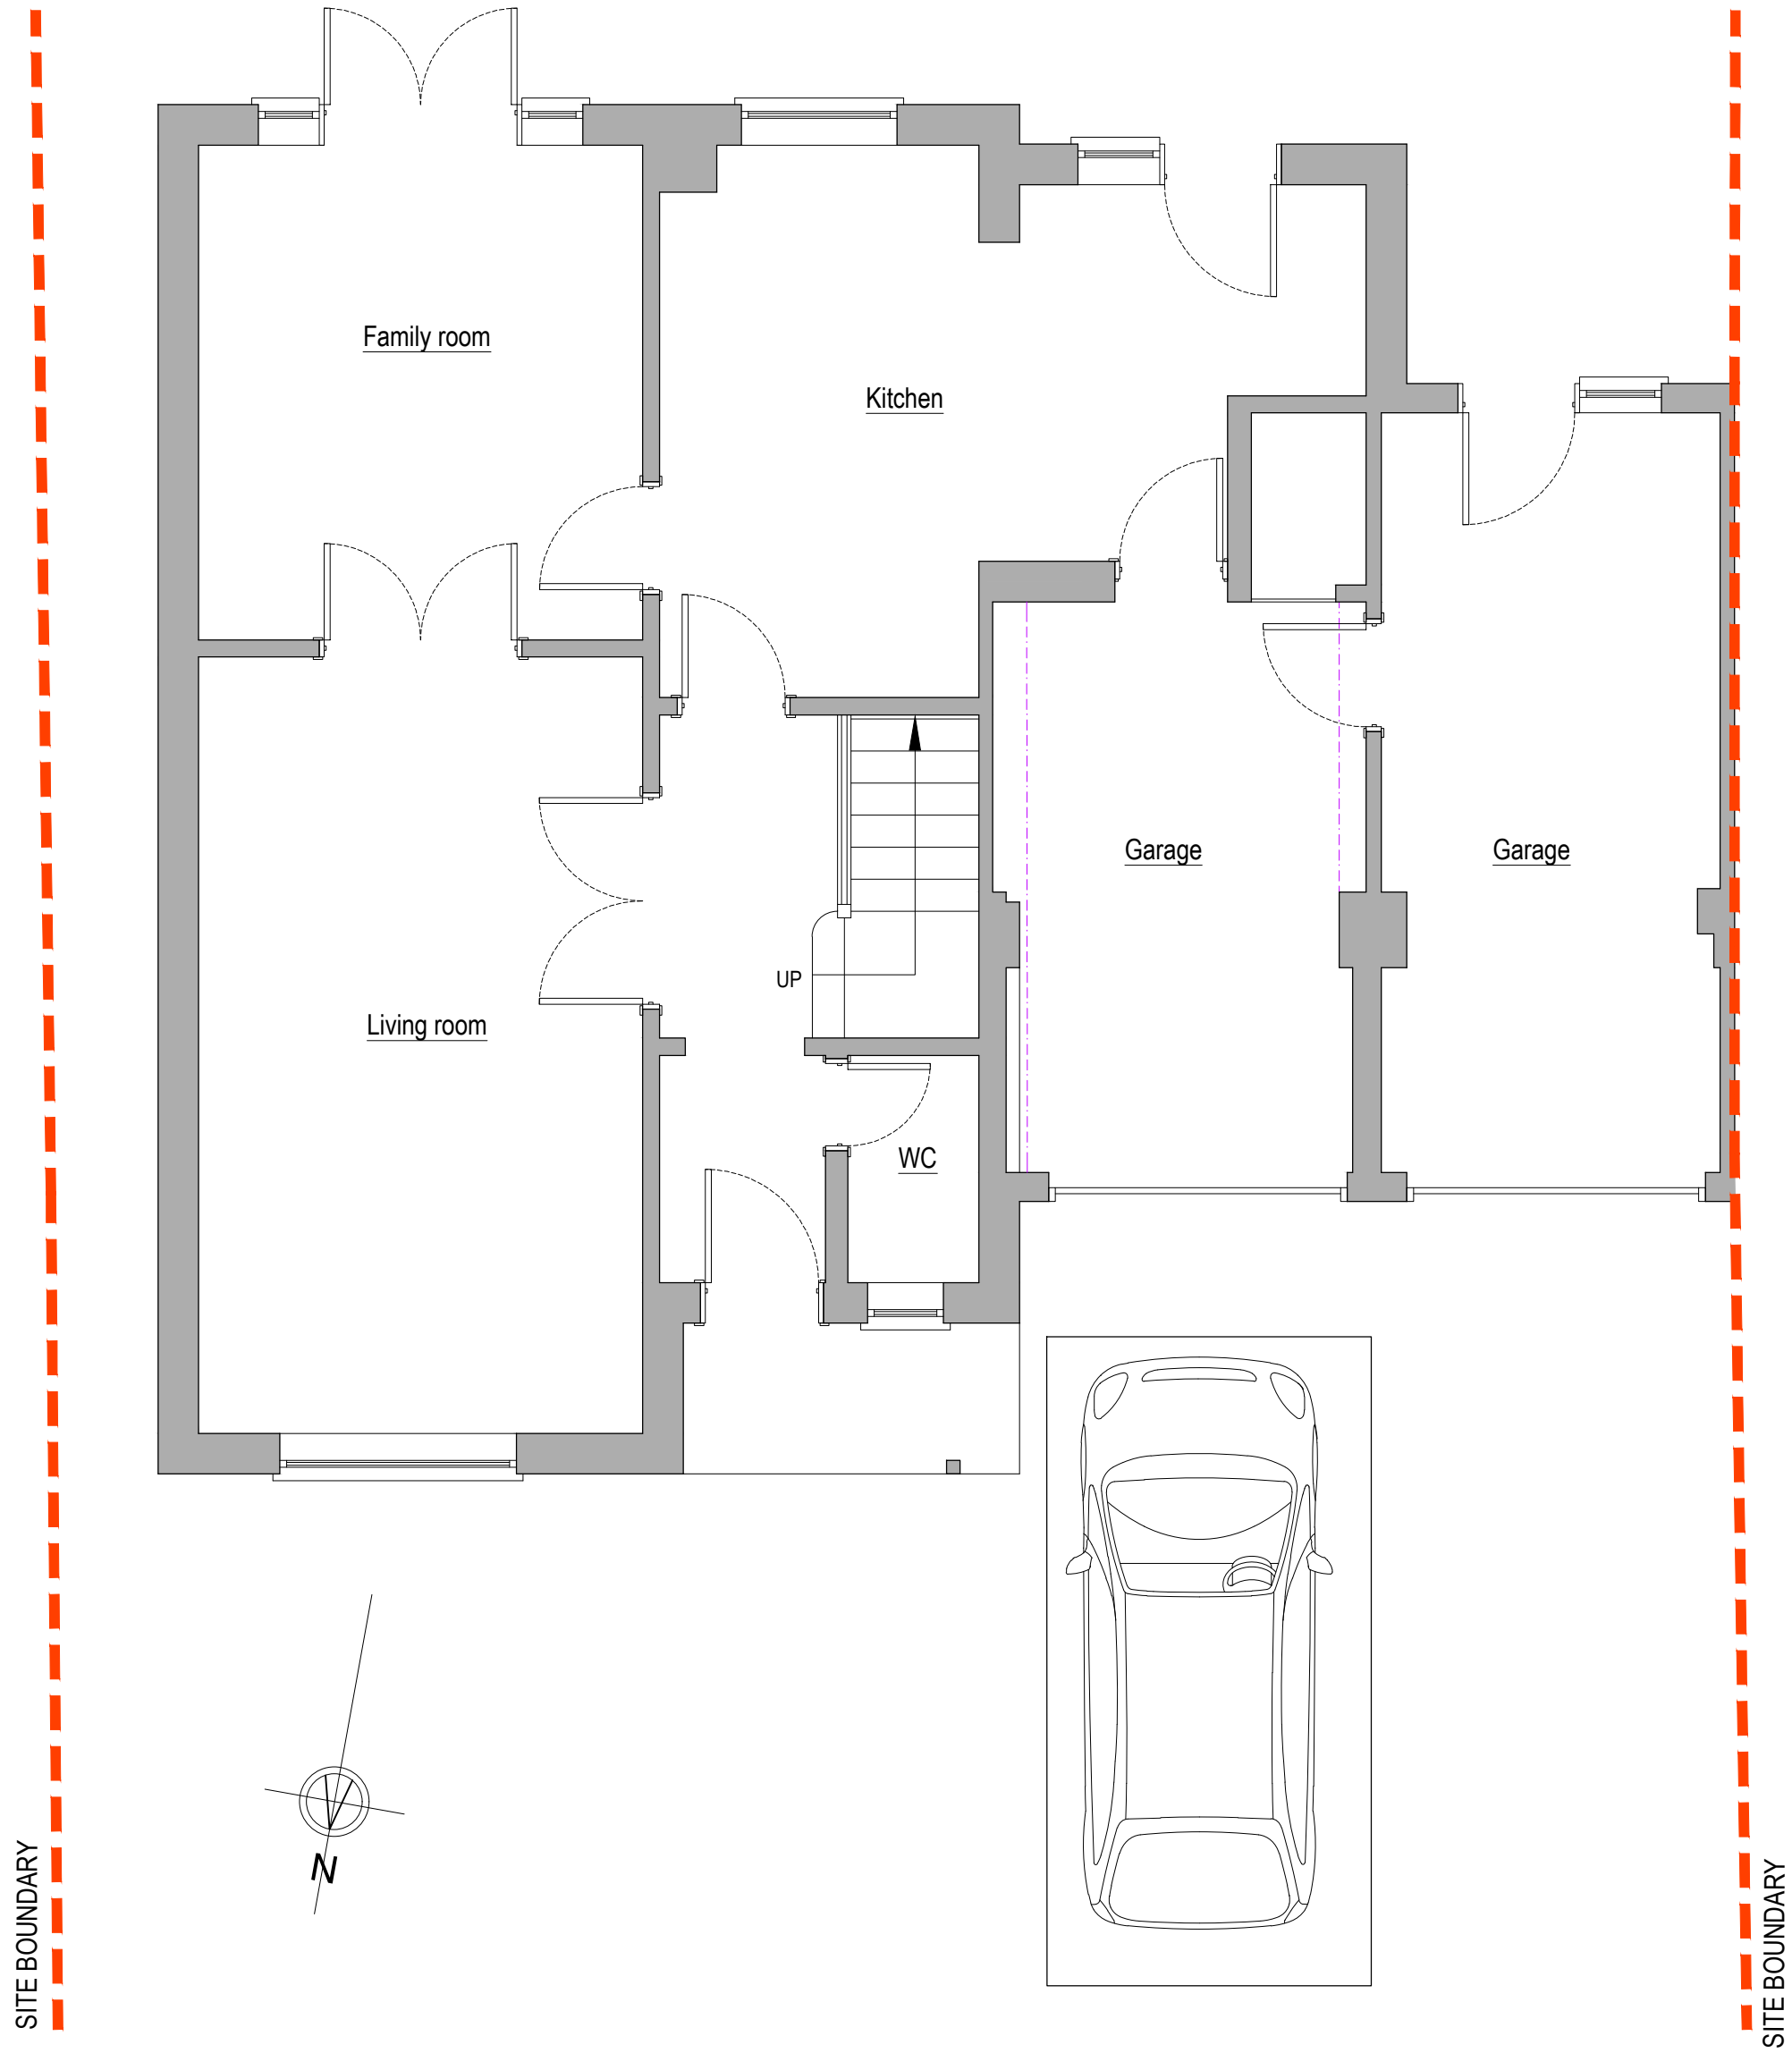 Family room
Kitchen
Garage
Garage
UP
Living room
WC
N
SITE BOUNDARY
SITE BOUNDARY